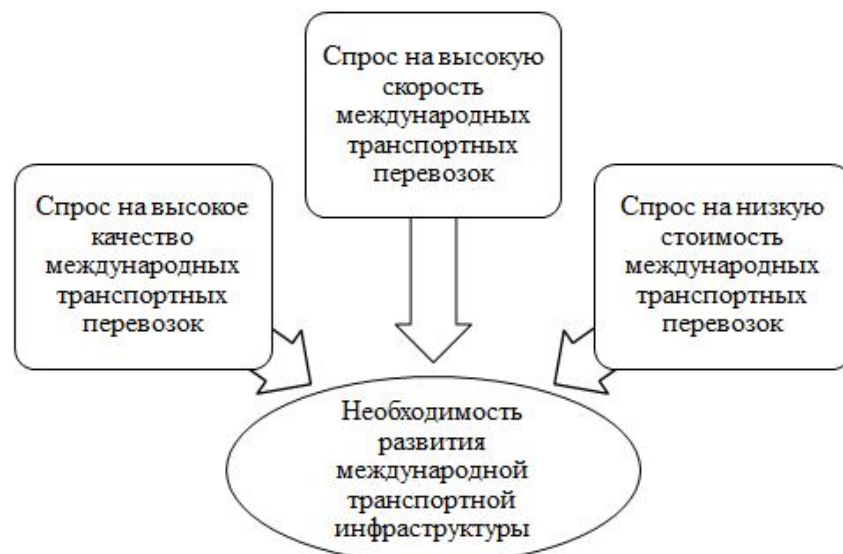 Спрос на высокую
скорость
международных
транспортных
перевозок
Спрос на высокое
качество
международных
транспортных
перевозок
Спрос на низкую
стоимость
международных
транспортных
перевозок
Необходимость
развития
международной
транспортной
инфраструктуры